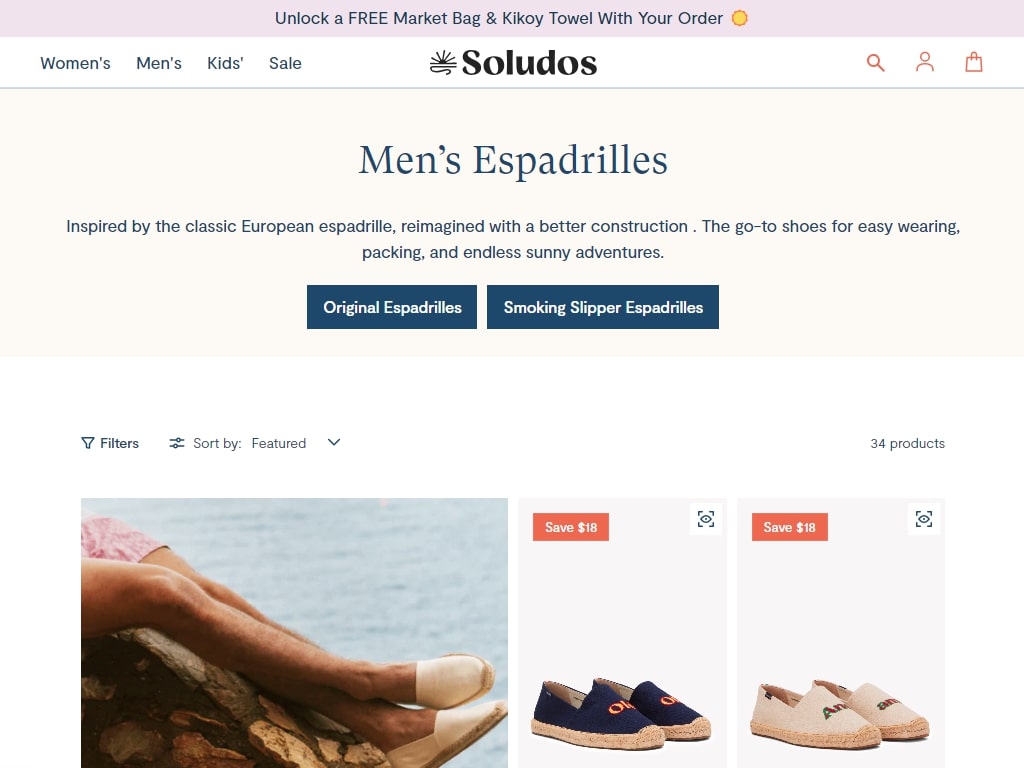 Unlock a FREE Market Bag & Kikoy Towel With Your Order
Women's Men's Kids' Sale
Soludos
Men’s Espadrilles
Inspired by the classic European espadrille, reimagined with a better construction . The go-to shoes for easy wearing,
packing, and endless sunny adventures.
Original Espadrilles Smoking Slipper Espadrilles
Filters Sort by: Featured 34 products
Save $18 Save $18